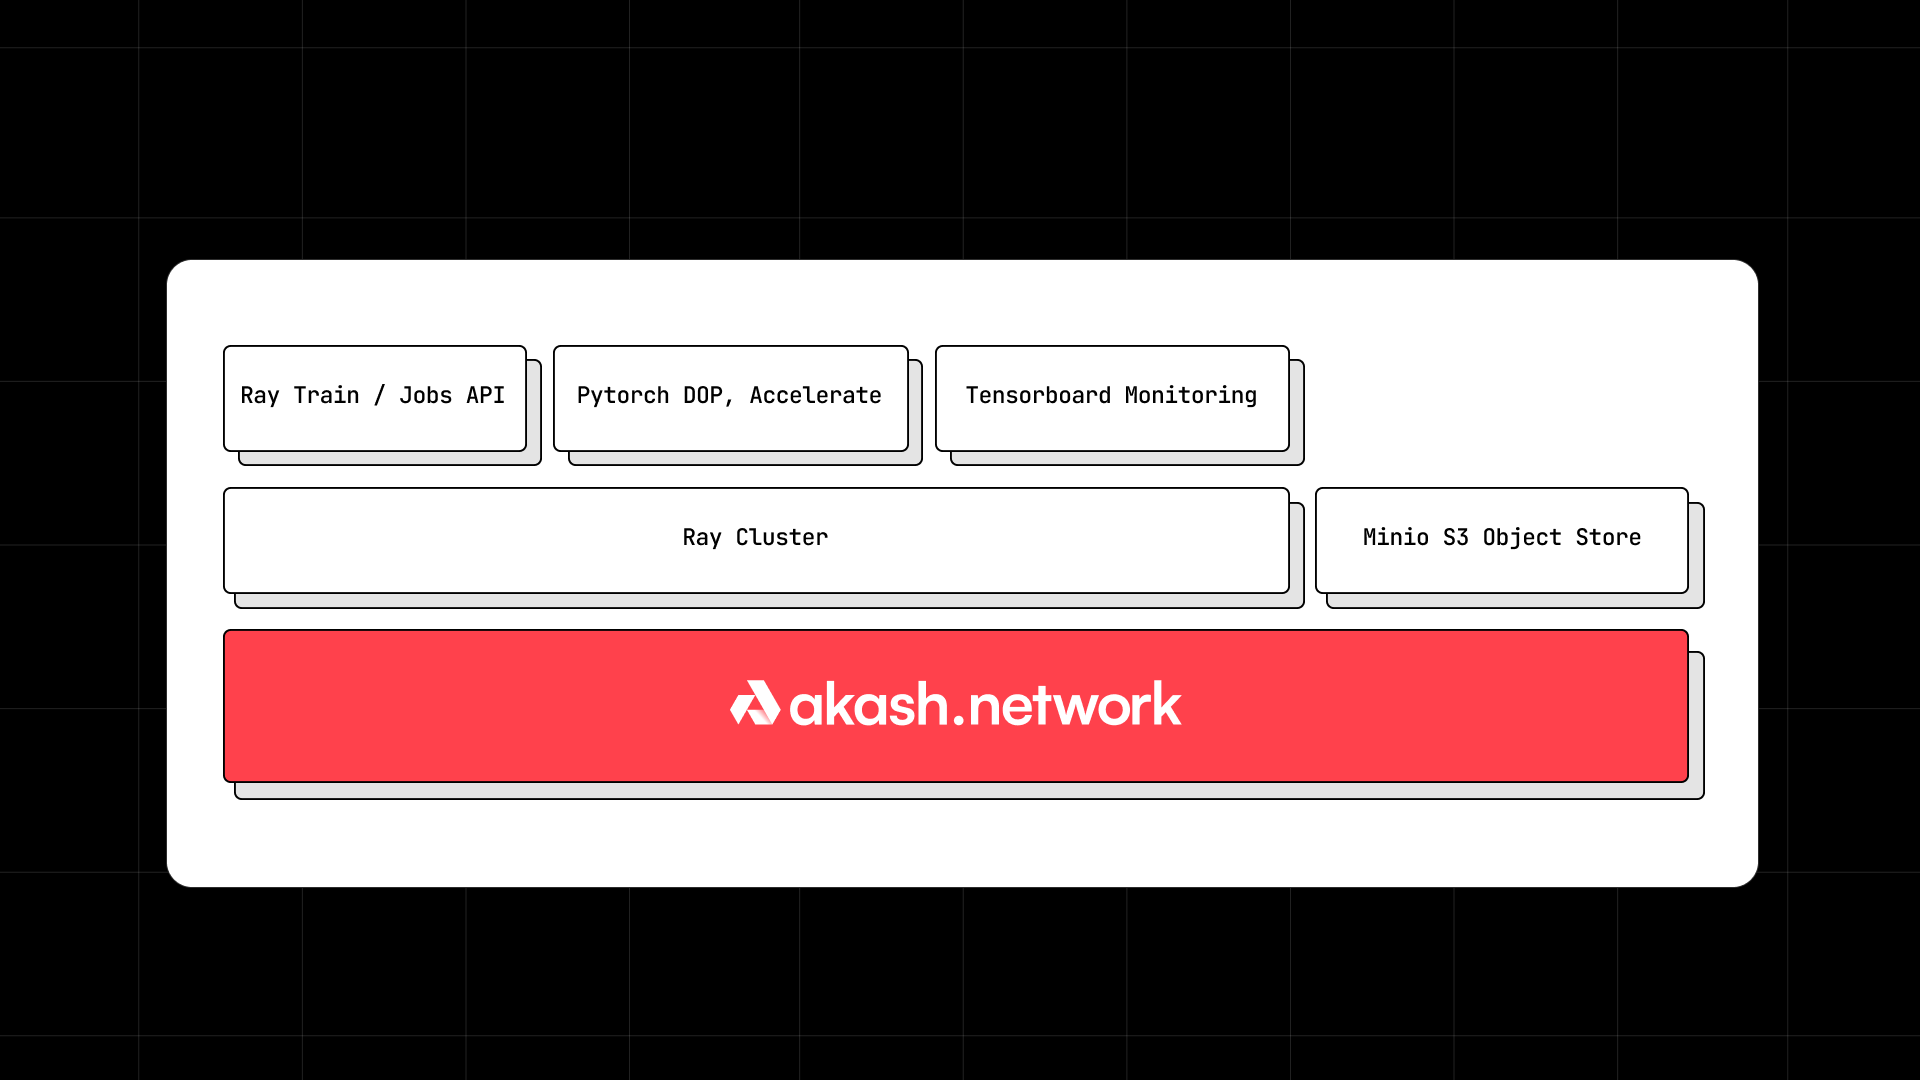 Ray Train / Jobs API
Pytorch DOP, Accelerate
Tensorboard Monitoring
Ray Cluster
Minio S3 Object Store
akash.network